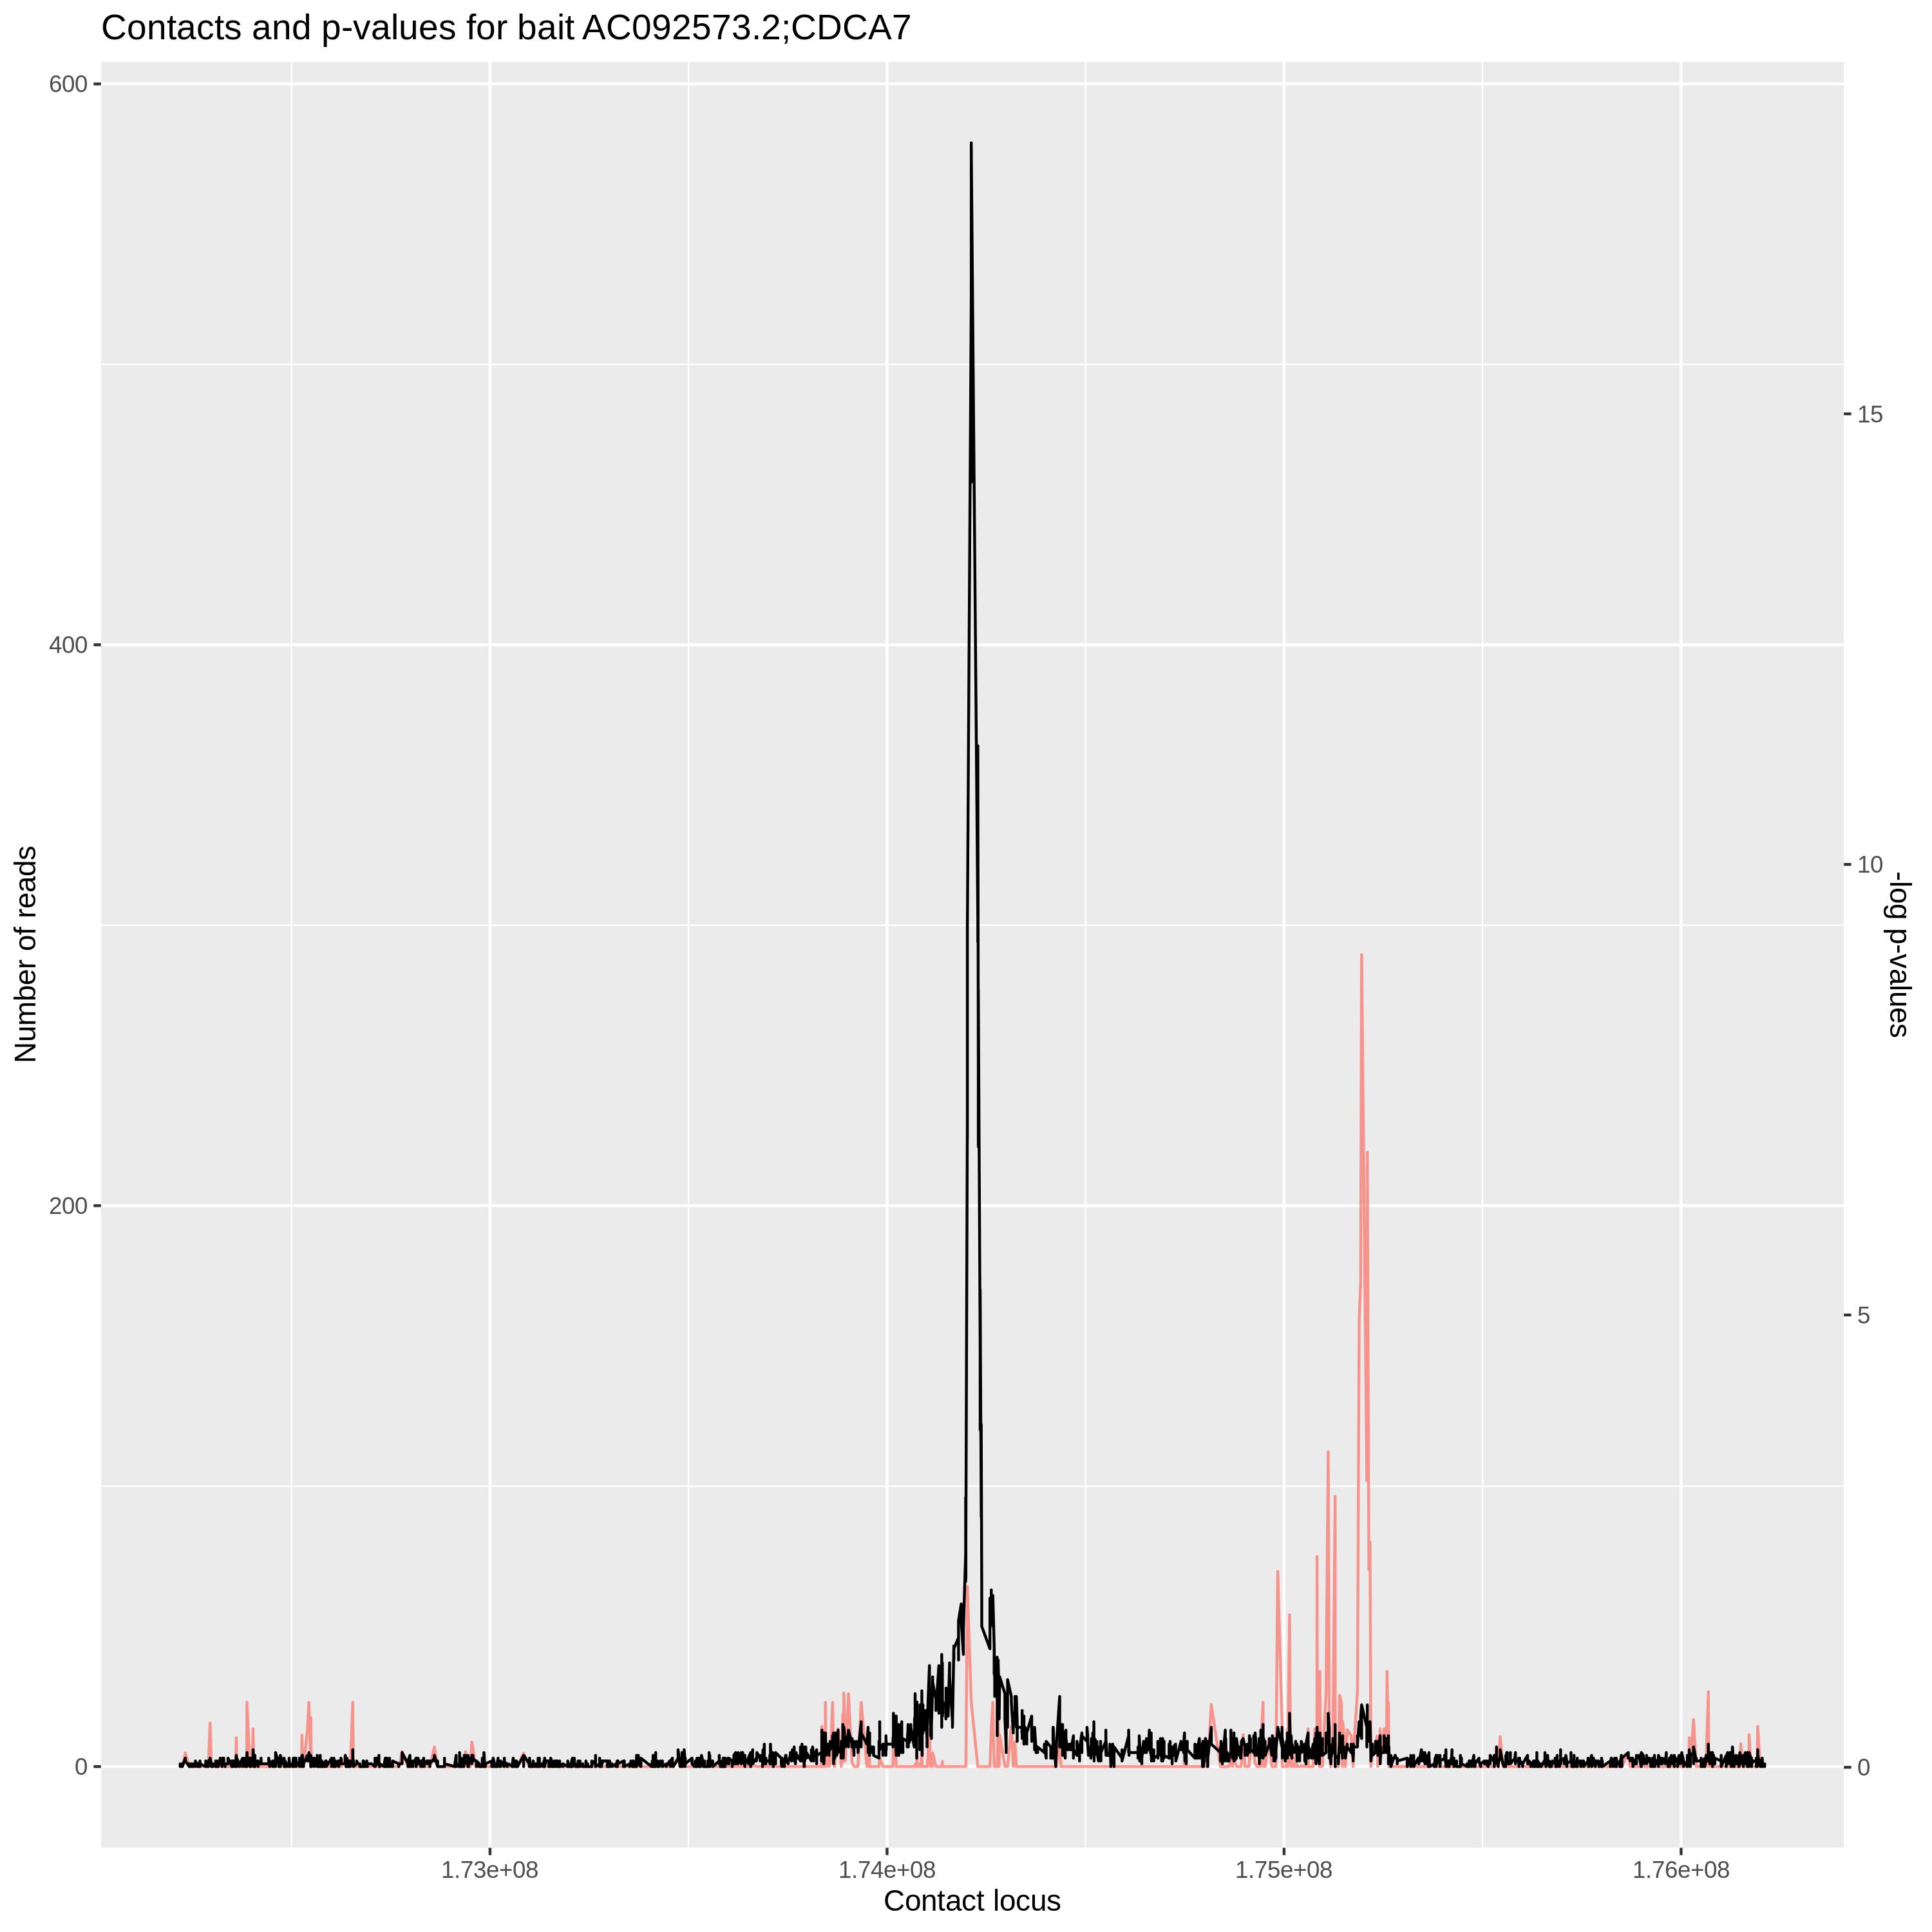 Contacts and p-values for bait AC092573.2;CDCA7
600
400
200
0
Number of reads
15
10
5
0
-log p-values
1.73e+08
1.74e+08
1.75e+08
1.76e+08
Contact locus